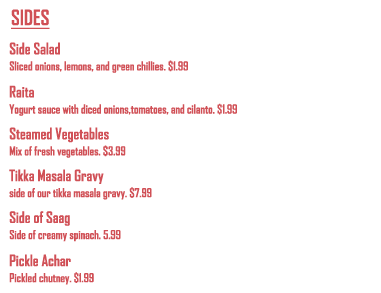 SIDES
Side Salad
Sliced onions, lemons, and green chillies. $1.99
Raita
Yogurt sauce with diced onions,tomatoes, and cilanto. $1.99
Steamed Vegetables
Mix of fresh vegetables. $3.99
Tikka Masala Gravy
side of our tikka masala gravy. $7.99
Side of Saag
Side of creamy spinach. 5.99
Pickle Achar
Pickled chutney. $1.99